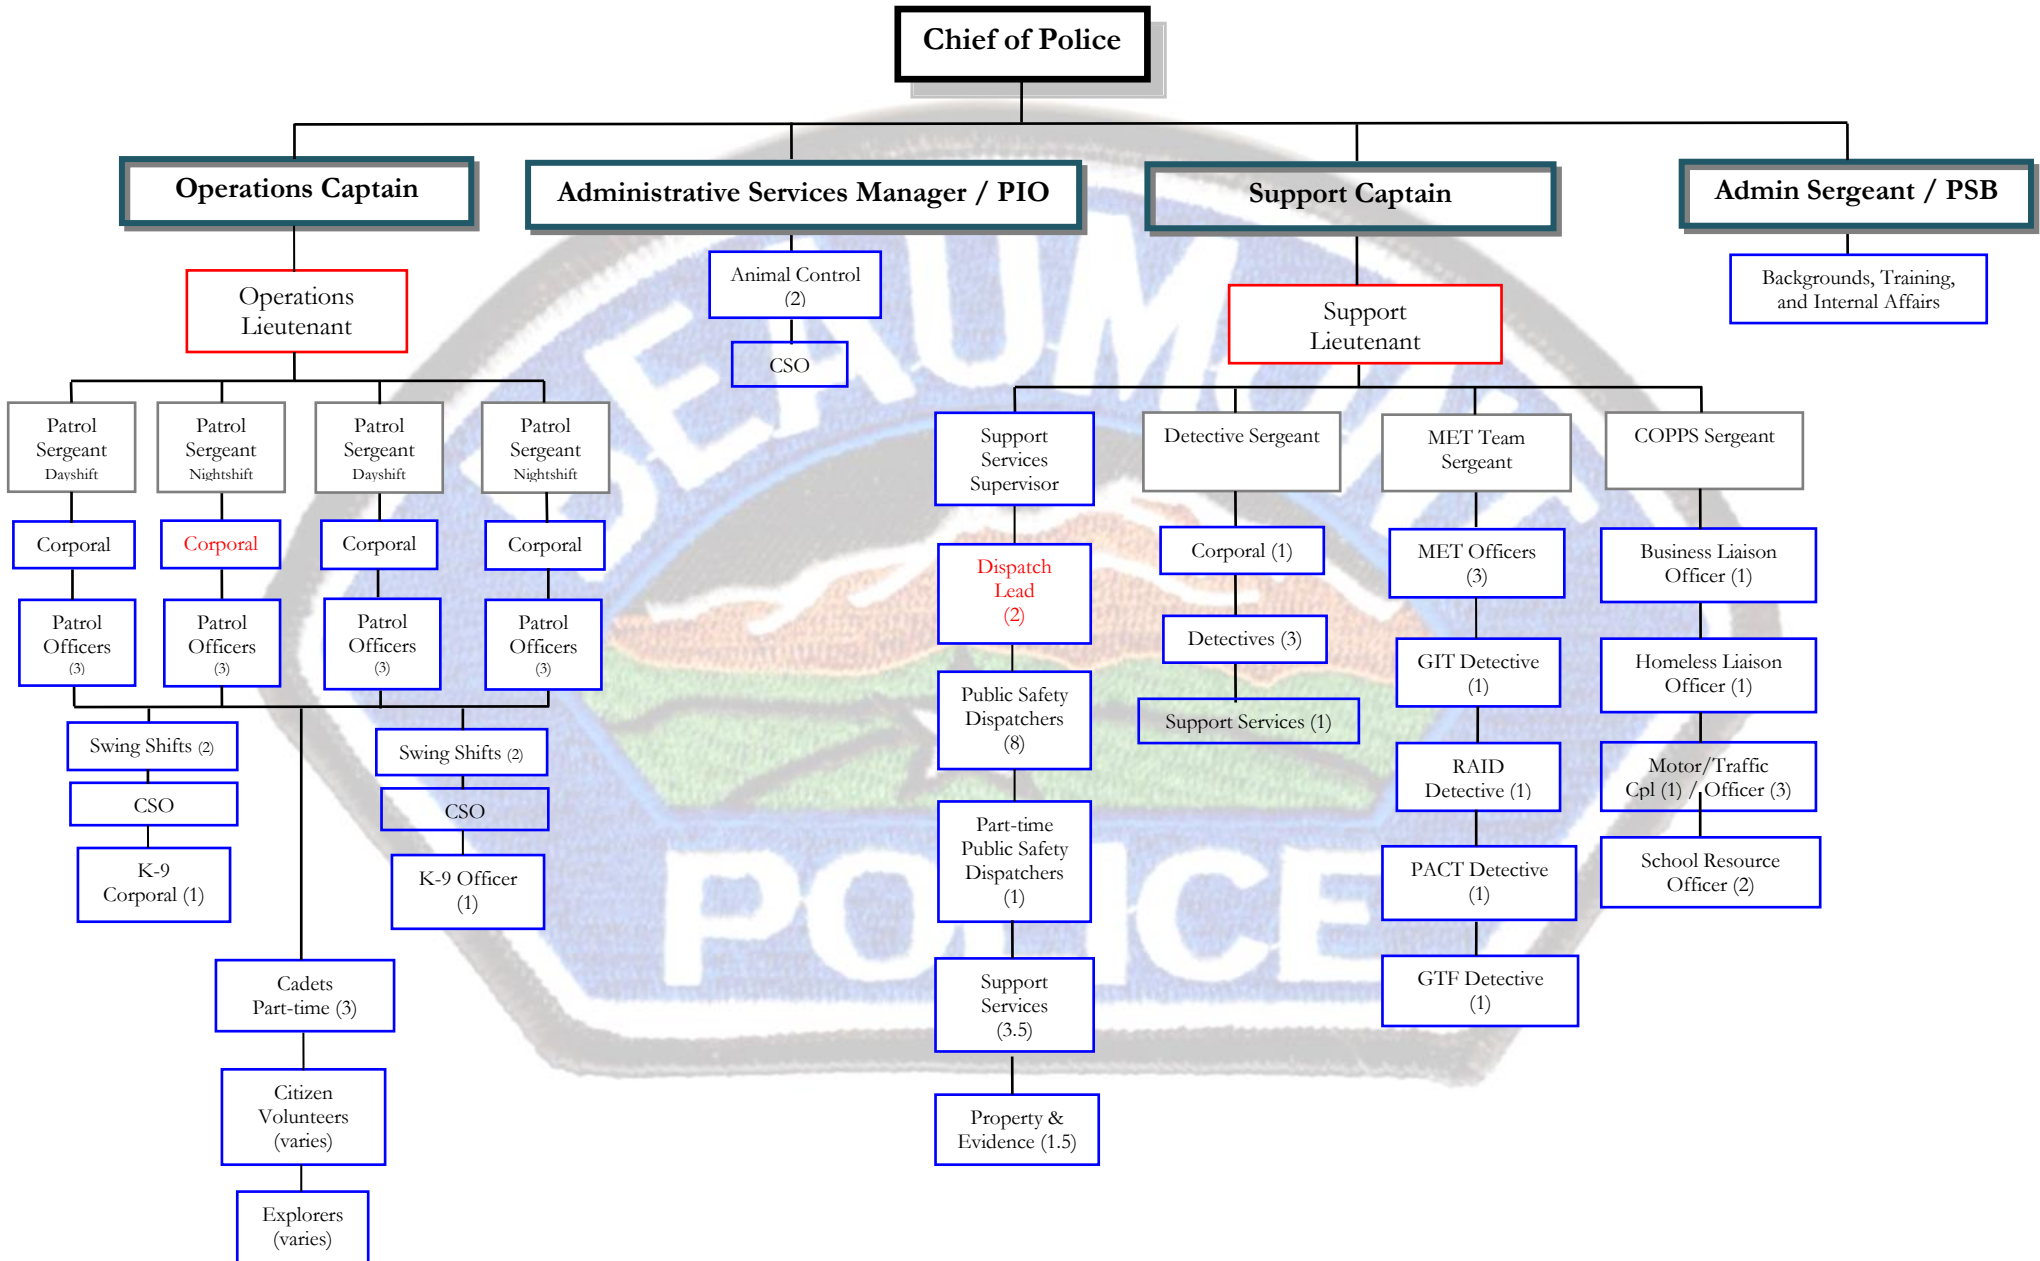 Chief of Police
Operations Captain
Administrative Services Manager / PIO
Support Captain
Admin Sergeant / PSB
Operations
Lieutenant
Animal Control
(2)
CSO
Support
Lieutenant
Backgrounds, Training,
and Internal Affairs
Patrol
Sergeant
Dayshift
Patrol
Sergeant
Nightshift
Patrol
Sergeant
Dayshift
Patrol
Sergeant
Nightshift
Corporal
Corporal
Corporal
Corporal
Patrol
Officers
(3)
Patrol
Officers
(3)
Patrol
Officers
(3)
Patrol
Officers
(3)
Swing Shifts (2)
CSO
K-9
Corporal (1)
Swing Shifts (2)
CSO
K-9 Officer
(1)
Cadets
Part-time (3)
Citizen
Volunteers
(varies)
Explorers
(varies)
Support
Services
Supervisor
Dispatch
Lead
(2)
Public Safety
Dispatchers
(8)
Part-time
Public Safety
Dispatchers
(1)
Support
Services
(3.5)
Property &
Evidence (1.5)
Detective Sergeant
Corporal (1)
Detectives (3)
Support Services (1)
MET Team
Sergeant
MET Officers
(3)
GIT Detective
(1)
RAID
Detective (1)
PACT Detective
(1)
GTF Detective
(1)
COPPS Sergeant
Business Liaison
Officer (1)
Homeless Liaison
Officer (1)
Motor/Traffic
Cpl (1) / Officer (3)
School Resource
Officer (2)
BEAUMONT
POLICE